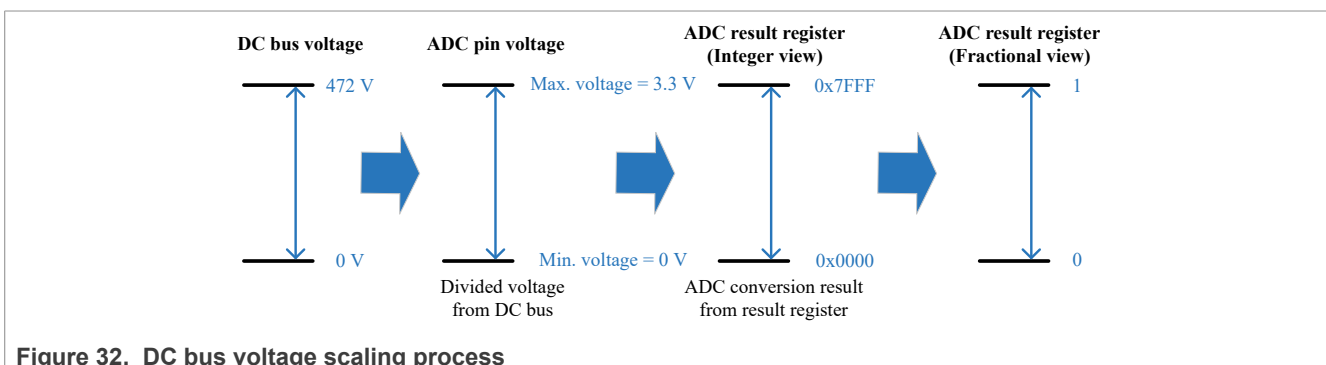 DC bus voltage
ADC pin voltage
ADC result register
(Integer view)
ADC result register
(Fractional view)
472 V
Max. voltage = 3.3 V
0x7FFF
1
0 V
Min. voltage = 0 V
0x0000
0
Divided voltage
from DC bus
ADC conversion result
from result register
Figure 32. DC bus voltage scaling process